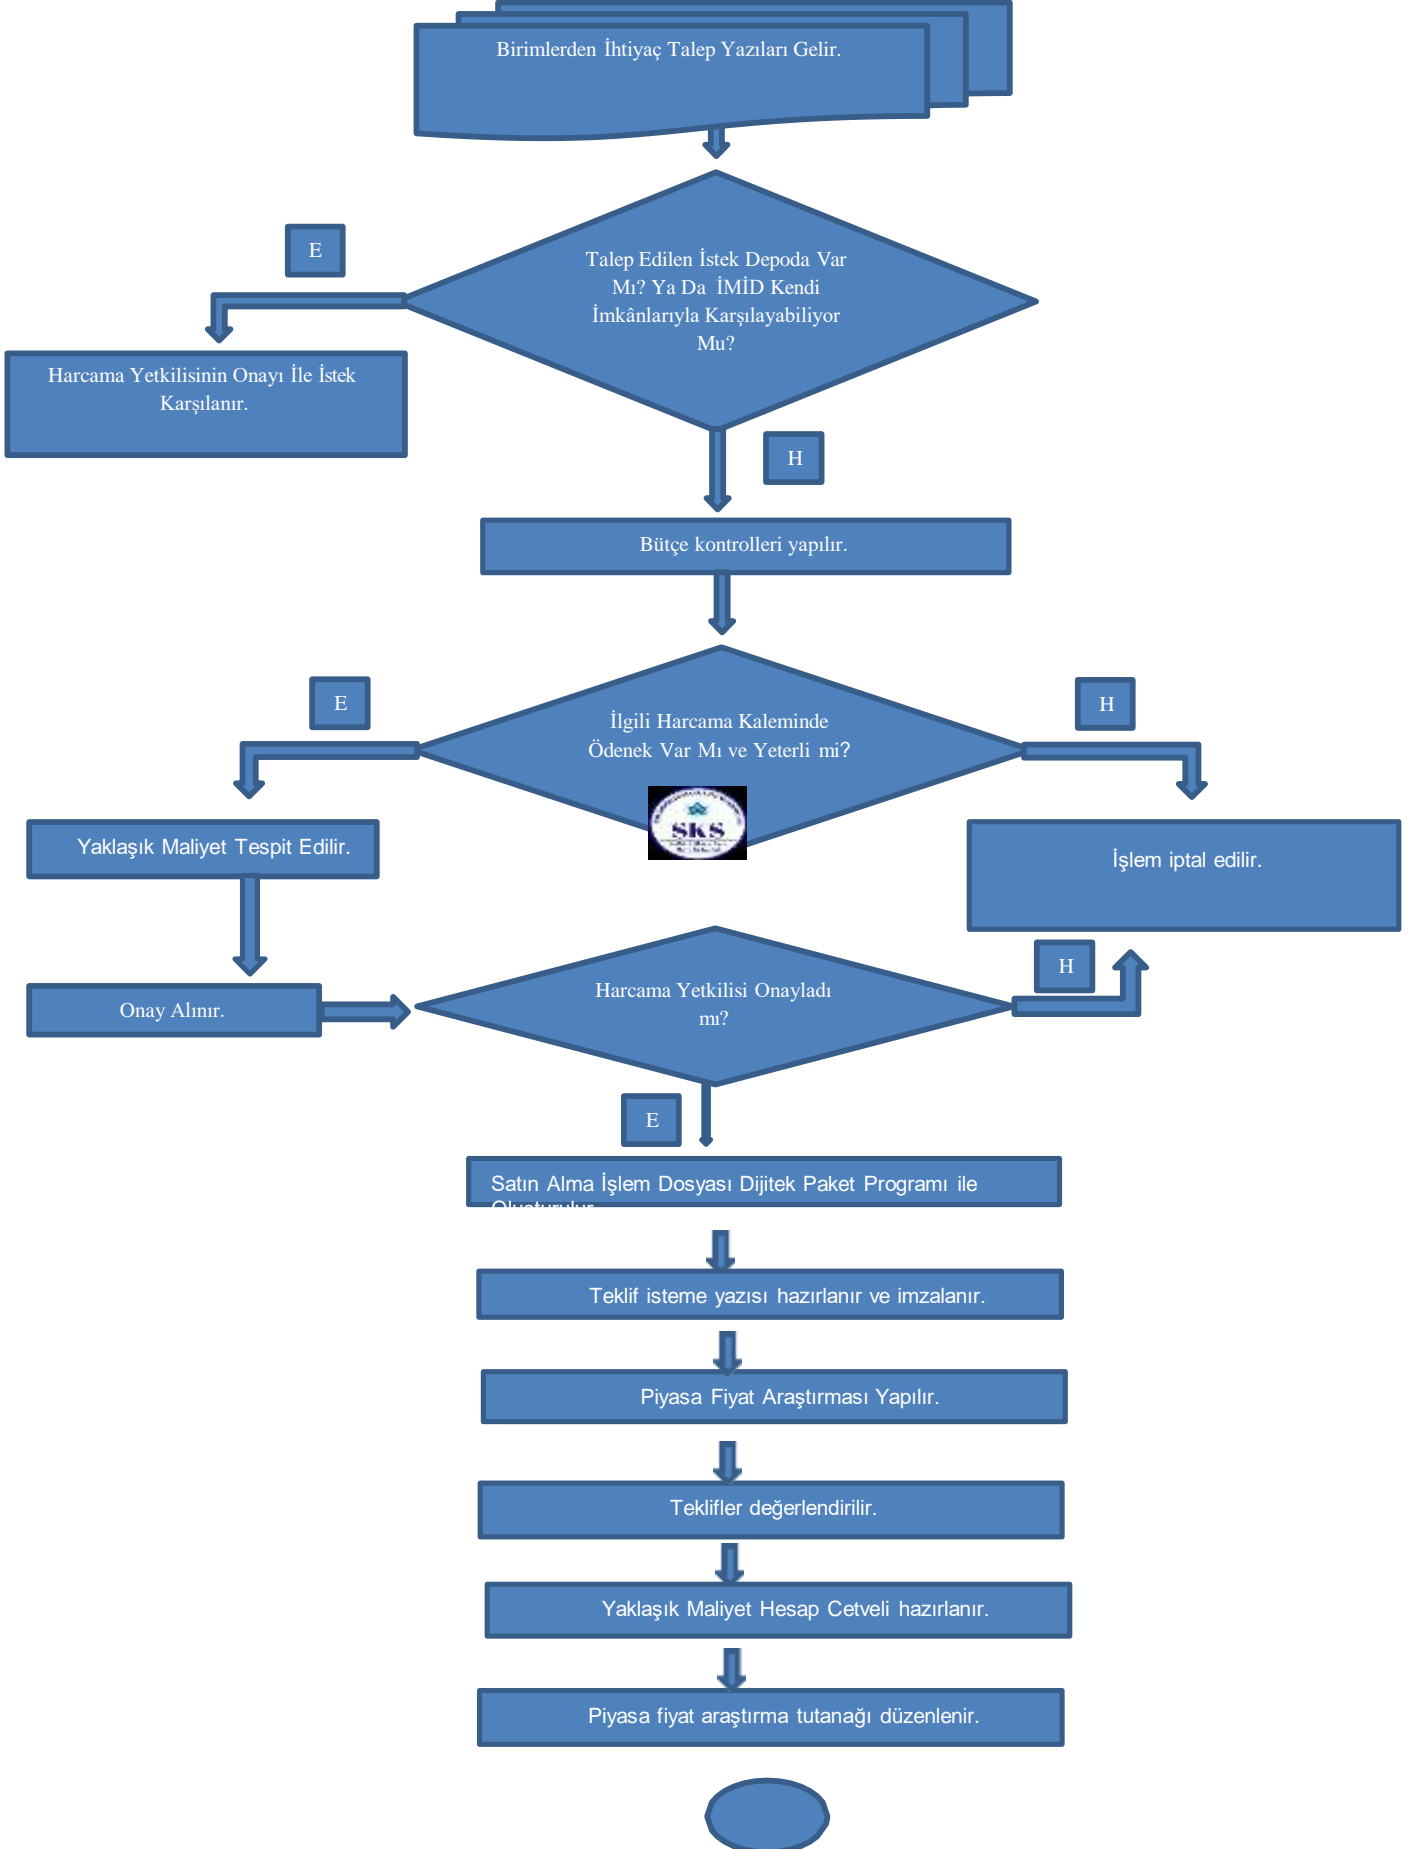 Birimlerden İhtiyaç Talep Yazıları Gelir.
E
Talep Edilen İstek Depoda Var
Mı? Ya Da İMİD Kendi
İmkânlarıyla Karşılayabiliyor
Mu?
Harcama Yetkilisinin Onayı İle İstek
Karşılanır.
H
Bütçe kontrolleri yapılır.
E
İlgili Harcama Kaleminde
Ödenek Var Mı ve Yeterli mi?
H
SKS
Yaklaşık Maliyet Tespit Edilir.
İşlem iptal edilir.
Onay Alınır.
Harcama Yetkilisi Onayladı
mı?
H
E
Satın Alma İşlem Dosyası Dijitek Paket Programı ile
Oluşturulur
Teklif isteme yazısı hazırlanır ve imzalanır.
Piyasa Fiyat Araştırması Yapılır.
Teklifler değerlendirilir.
Yaklaşık Maliyet Hesap Cetveli hazırlanır.
Piyasa fiyat araştırma tutanağı düzenlenir.